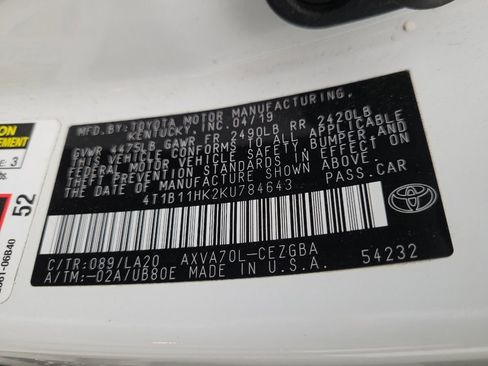 MFD.BY:TOYOTA MOTOR MANUFACTURING.
KENTUCKY.INC. 04/19
GVWR 4475LB GAWR FR 2490LB RR 2420LB
THIS VEHICLE CONFORMS TO ALL APPLICABLE
FEDERAL MOTOR VEHICLE SAFETY, BUMPER, AND
THEFT PREVENTION STANDARDS IN EFFECT ON
THE DATE OF MANUFACTURE SHOWN ABOVE.
4T1B11HK2KU784643 PASS.CAR
TOYOTA
C/TR:089/LA20 AXVA70L-CEZGBA
A/TM:-02A/UB80E MADE IN U.S.A. 54232
52
06B40